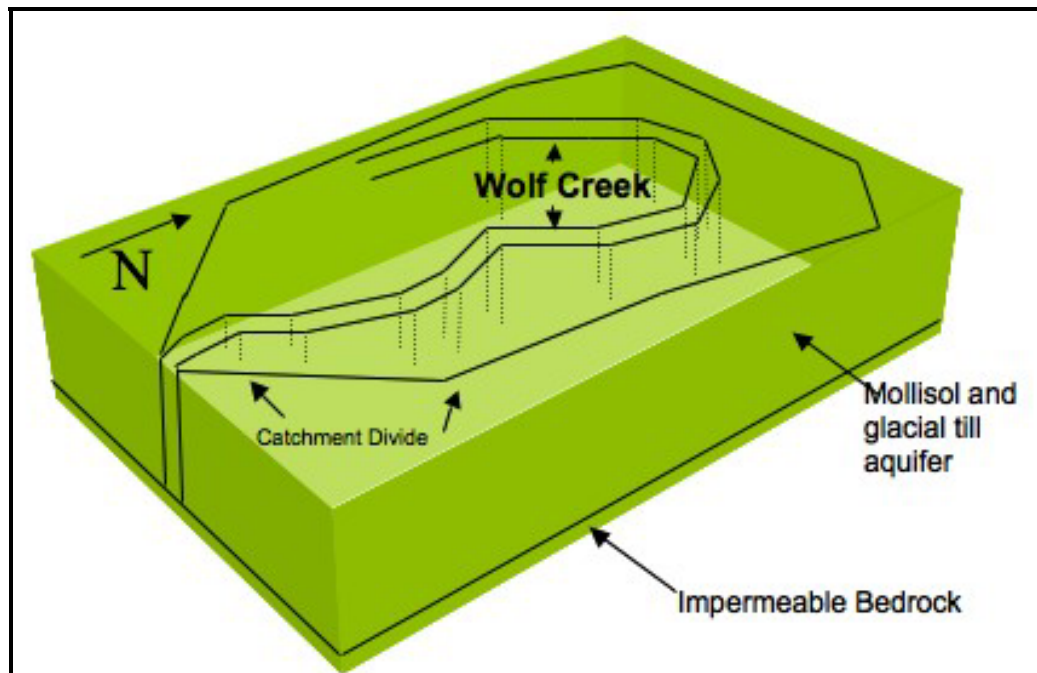 Wolf Creek
N
Catchment Divide
Mollisol and
glacial till
aquifer
Impermeable Bedrock